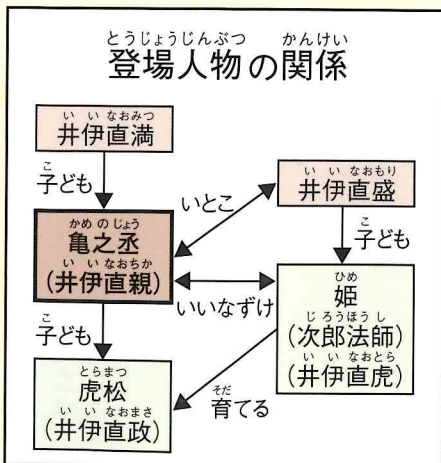 とうじょうじんぶつ かんけい
登場人物の関係
い い なおみつ
井伊直満
こ
子ども
い い なおもり
井伊直盛
いとこ
こ
子ども
かめ の じょう
亀之丞
い い なおちか
(井伊直親)
いいなずけ
ひめ
姫
じ ろうほう し
(次郎法師)
い い なおとら
(井伊直虎)
こ
子ども
とらまつ
虎松
い い なおまさ
(井伊直政)
そだ
育てる